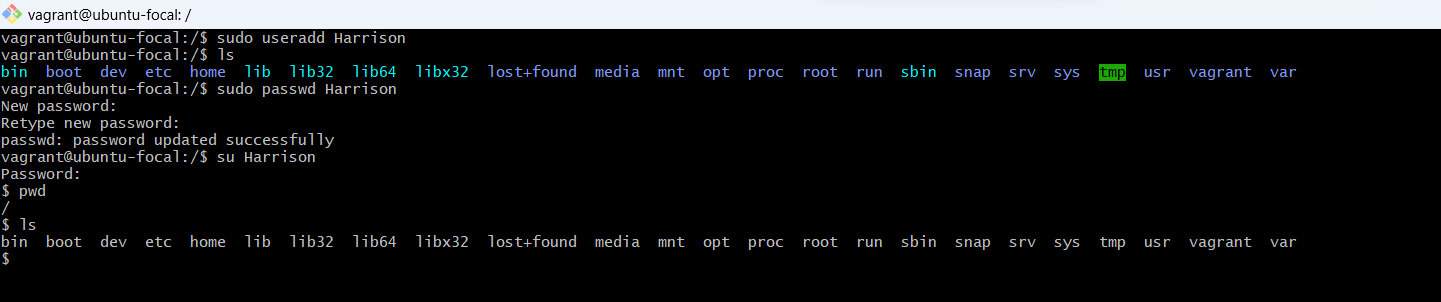 vagrant@ubuntu-focal: /
vagrant@ubuntu-focal:/$ sudo useradd Harrison
vagrant@ubuntu-focal:/$ ls
bin  boot  dev  etc  home  lib  lib32  lib64  libx32  lost+found  media  mnt  opt  proc  root  run  sbin  snap  srv  sys  tmp  usr  vagrant  var
vagrant@ubuntu-focal:/$ sudo passwd Harrison
New password:
Retype new password:
passwd: password updated successfully
vagrant@ubuntu-focal:/$ su Harrison
Password:
$ pwd
/
$ ls
bin  boot  dev  etc  home  lib  lib32  lib64  libx32  lost+found  media  mnt  opt  proc  root  run  sbin  snap  srv  sys  tmp  usr  vagrant  var
$